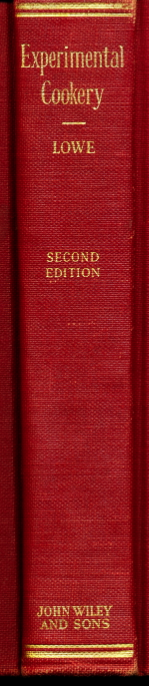 Experimental
Cookery
LOWE
SECOND
EDITION
JOHN WILEY
AND SONS